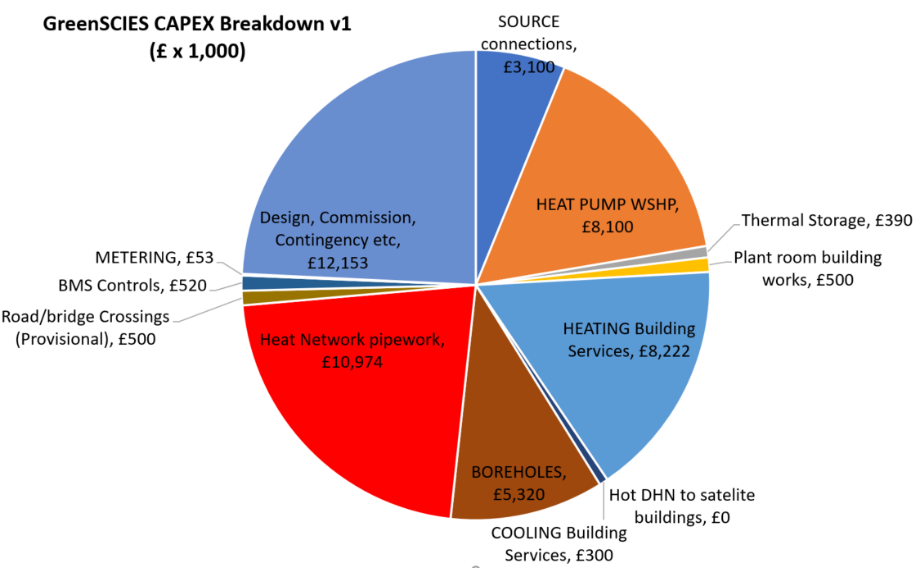 GreenSCIES CAPEX Breakdown v1
(£ x 1,000)
SOURCE
connections,
£3,100
HEAT PUMP WSHP,
£8,100
Thermal Storage, £390
Plant room building
works, £500
HEATING Building
Services, £8,222
Hot DHN to satelite
buildings, £0
COOLING Building
Services, £300
BOREHOLES,
£5,320
Heat Network pipework,
£10,974
Road/bridge Crossings
(Provisional), £500
BMS Controls, £520
METERING, £53
Design, Commission,
Contingency etc,
£12,153